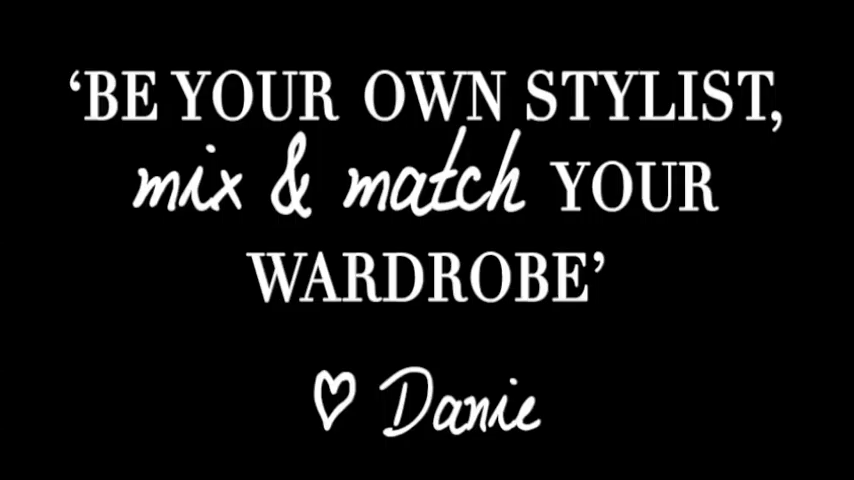 ‘BE YOUR OWN STYLIST,
mix & match YOUR
WARDROBE’
♡ Danie